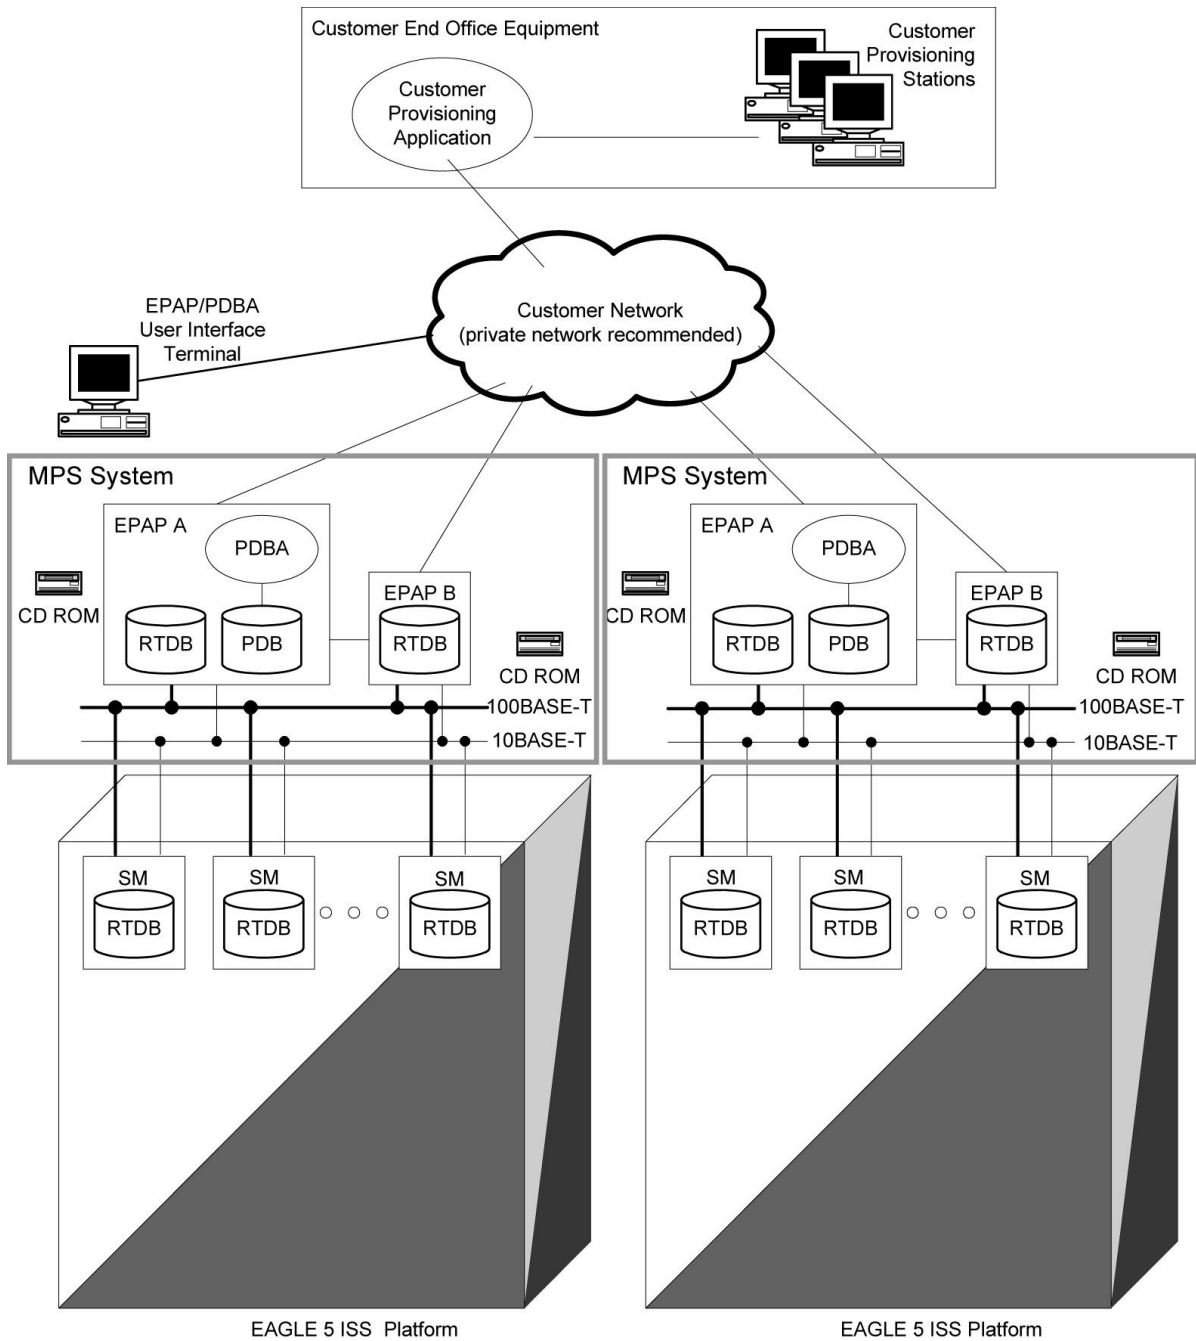 Customer End Office Equipment
Customer
Provisioning
Stations
Customer
Provisioning
Application
EPAP/PDBA
User Interface
Terminal
Customer Network
(private network recommended)
MPS System
EPAP A
PDBA
CD ROM
RTDB
PDB
EPAP B
RTDB
CD ROM
100BASE-T
10BASE-T
SM
RTDB
SM
RTDB
SM
RTDB
EAGLE 5 ISS Platform
MPS System
EPAP A
PDBA
CD ROM
RTDB
PDB
EPAP B
RTDB
CD ROM
100BASE-T
10BASE-T
SM
RTDB
SM
RTDB
SM
RTDB
EAGLE 5 ISS Platform